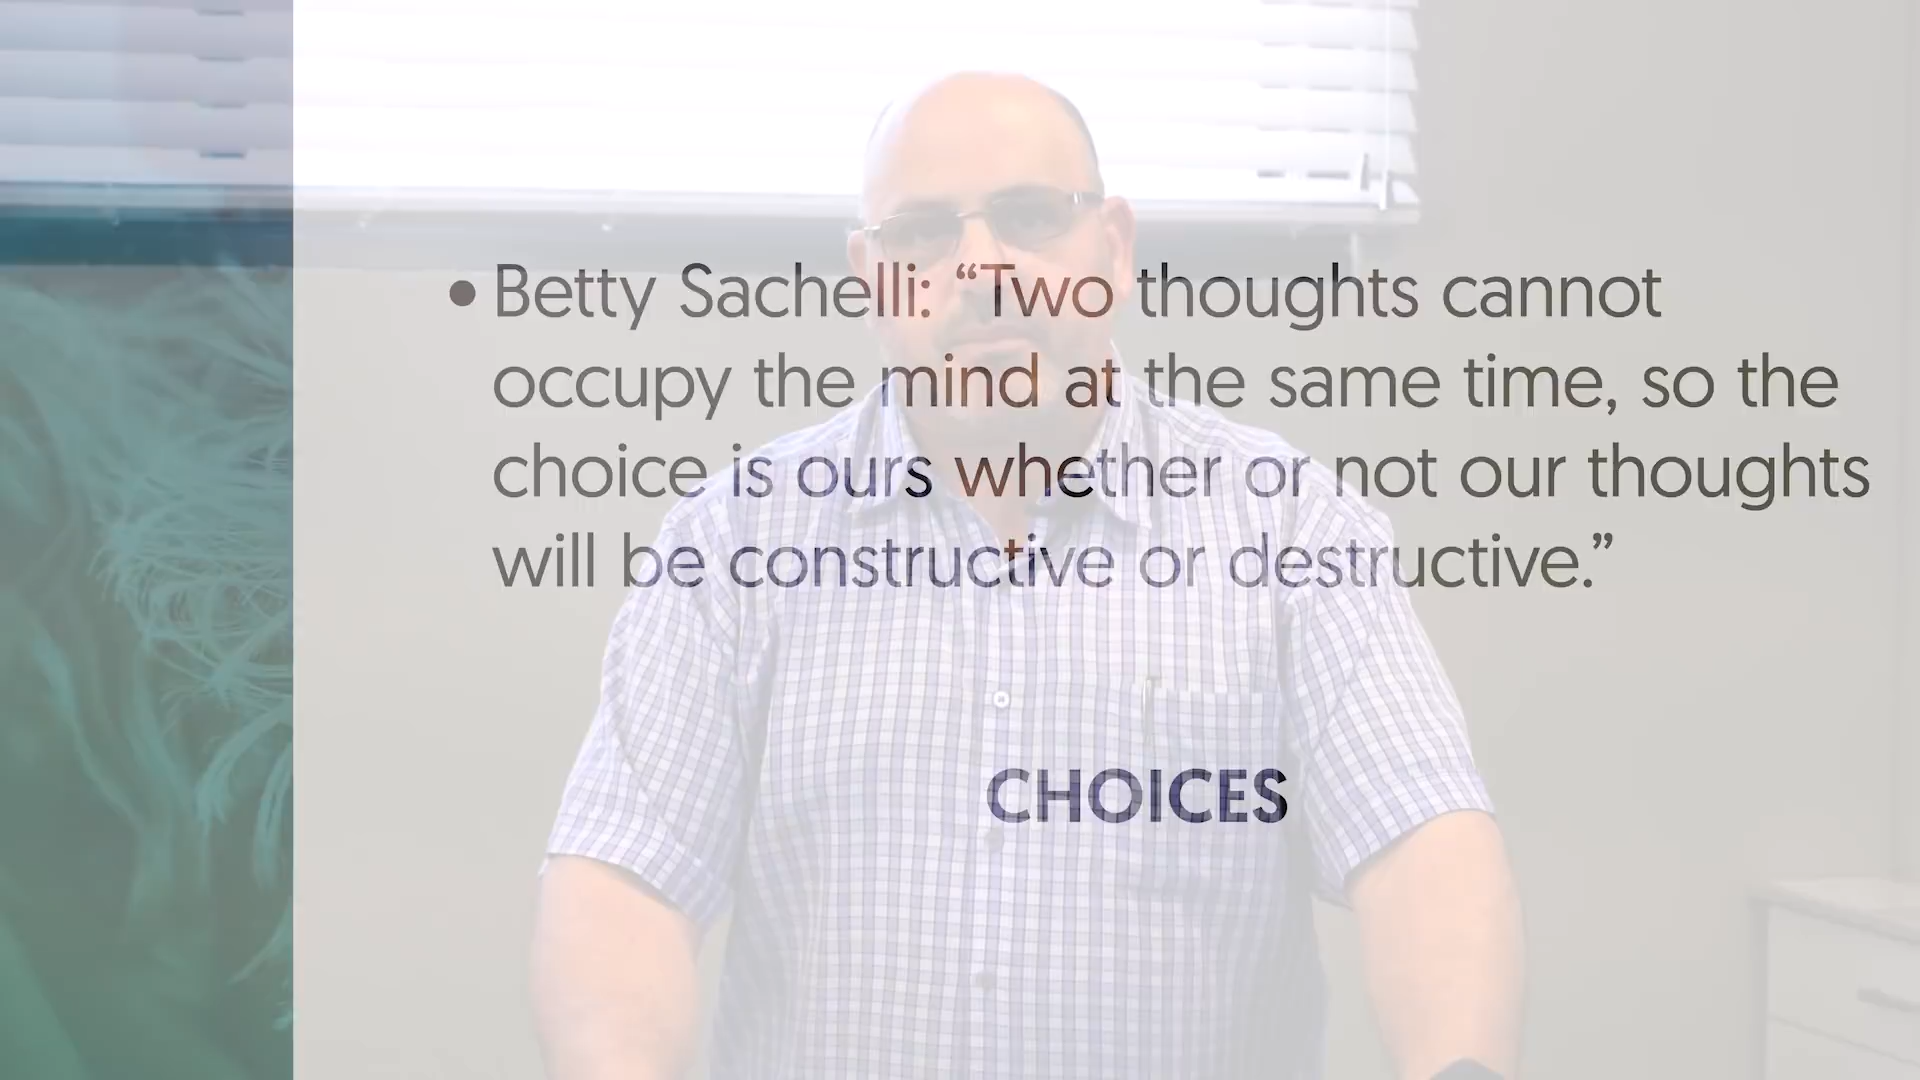 • Betty Sachelli: “Two thoughts cannot
occupy the mind at the same time, so the
choice is ours whether or not our thoughts
will be constructive or destructive.”
CHOICES